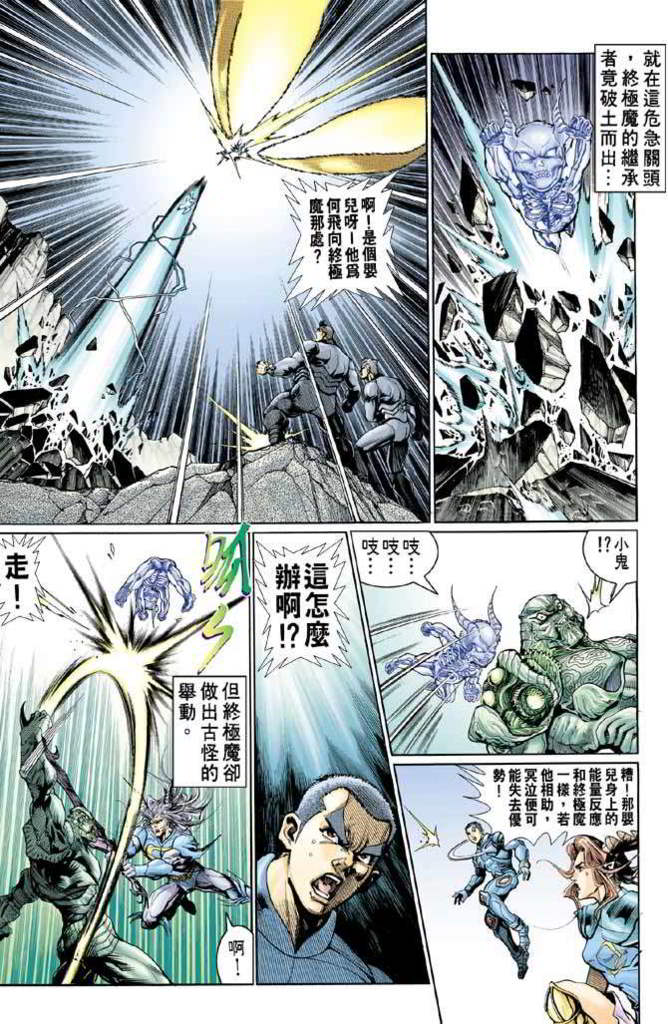 就在這危急關頭
，終極魔的繼承
者竟破土而出…
啊！是個嬰
兒呀！他爲
何飛向終極
魔那處？
小鬼
!?
吱…吱…吱…
糟！那嬰
兒身上的
能量反應
和終極魔
一樣，若
他相助，
冥泣便可
能失去優
勢！
這怎麼
辦啊!?
走！
但終極魔卻
做出古怪的
舉動。
啊！